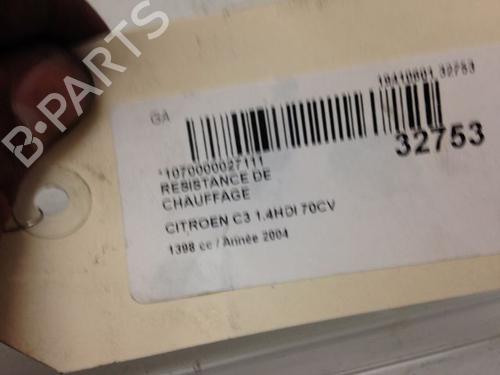 GA
19410001 32753
32753
*1070000027111
RESISTANCE DE
CHAUFFAGE
CITROEN C3 1.4HDI 70CV
1398 cc / Année 2004
B-PARTS